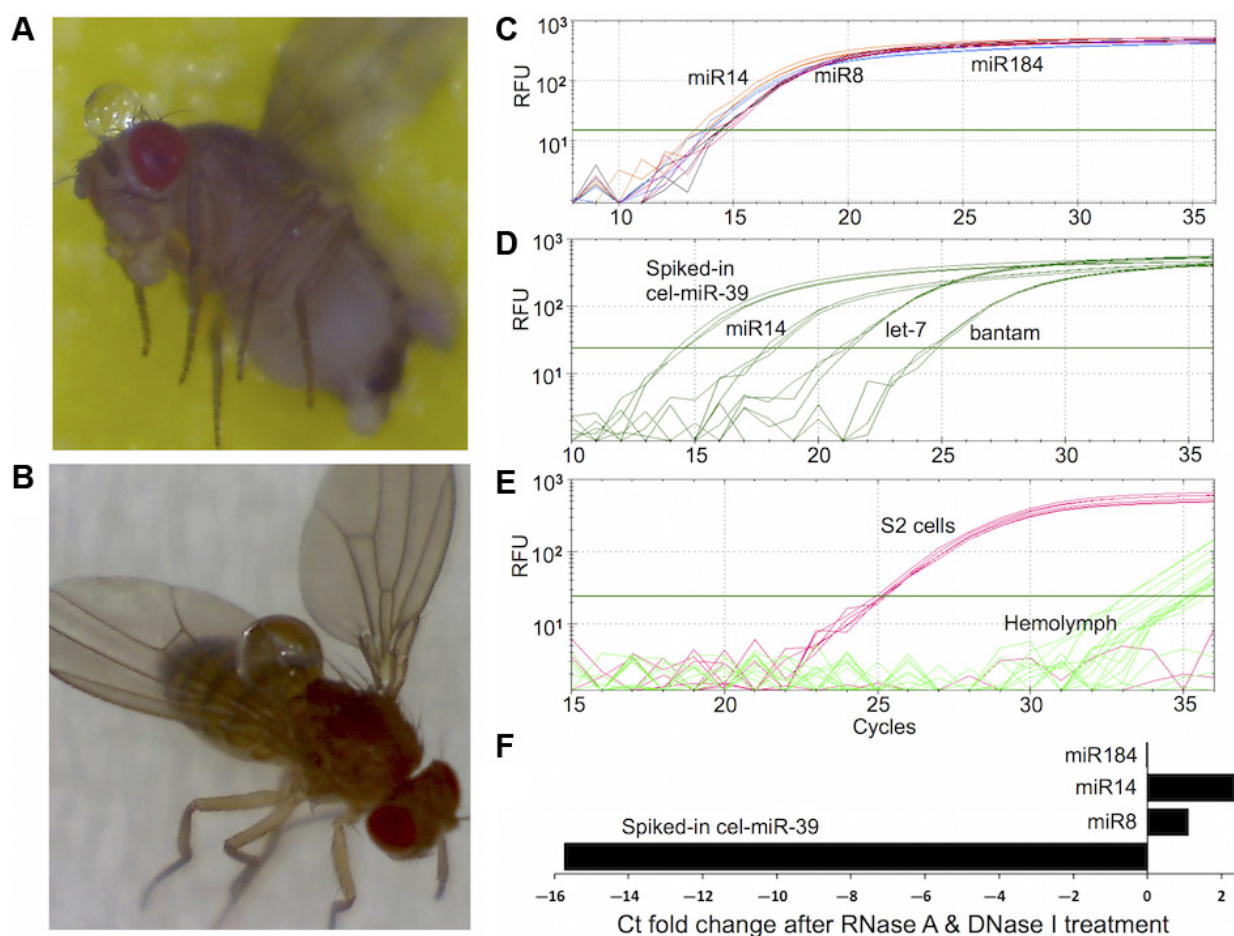 A
B
C
10³
10²
10¹
RFU
miR14
miR8
miR184
10
15
20
25
30
35
D
10³
10²
10¹
RFU
Spiked-in
cel-miR-39
miR14
let-7
bantam
10
15
20
25
30
35
E
10³
10²
10¹
RFU
S2 cells
Hemolymph
15
20
25
30
35
Cycles
F
miR184
miR14
miR8
Spiked-in cel-miR-39
−16
−14
−12
−10
−8
−6
−4
−2
0
2
Ct fold change after RNase A & DNase I treatment